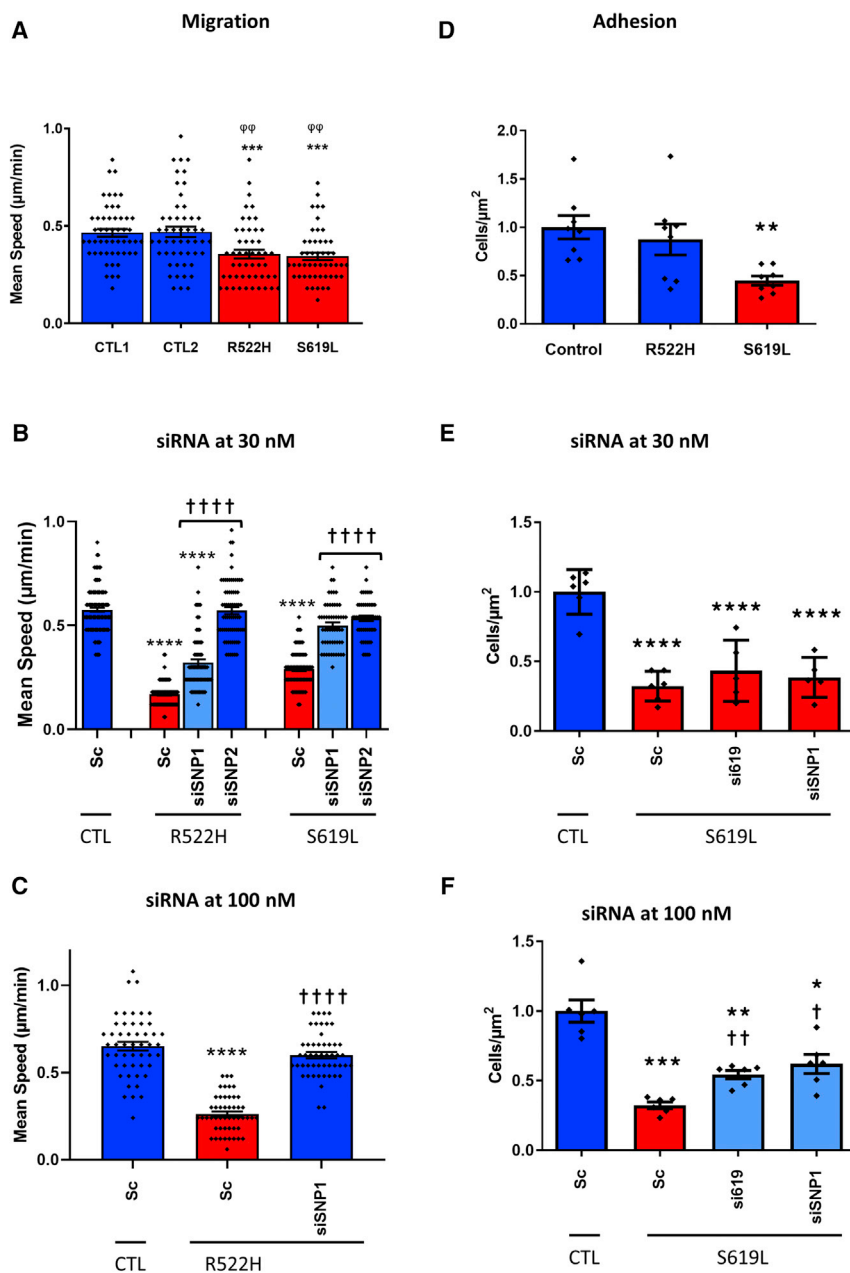 A
Migration
Mean Speed (µm/min)
1.0
0.5
0.0
φφ
***
φφ
***
CTL1 CTL2 R522H S619L
D
Adhesion
Cells/µm²
2.0
1.5
1.0
0.5
0.0
**
Control R522H S619L
B
siRNA at 30 nM
Mean Speed (µm/min)
1.0
0.5
0.0
††††
****
****
††††
****
Sc Sc siSNP1 siSNP2 Sc siSNP1 siSNP2
CTL R522H S619L
E
siRNA at 30 nM
Cells/µm²
1.5
1.0
0.5
0.0
**** **** ****
Sc Sc si619 siSNP1
CTL S619L
C
siRNA at 100 nM
Mean Speed (µm/min)
1.0
0.5
0.0
****
††††
Sc Sc siSNP1
CTL R522H
F
siRNA at 100 nM
Cells/µm²
1.5
1.0
0.5
0.0
***
**
††
*
†
Sc Sc si619 siSNP1
CTL S619L